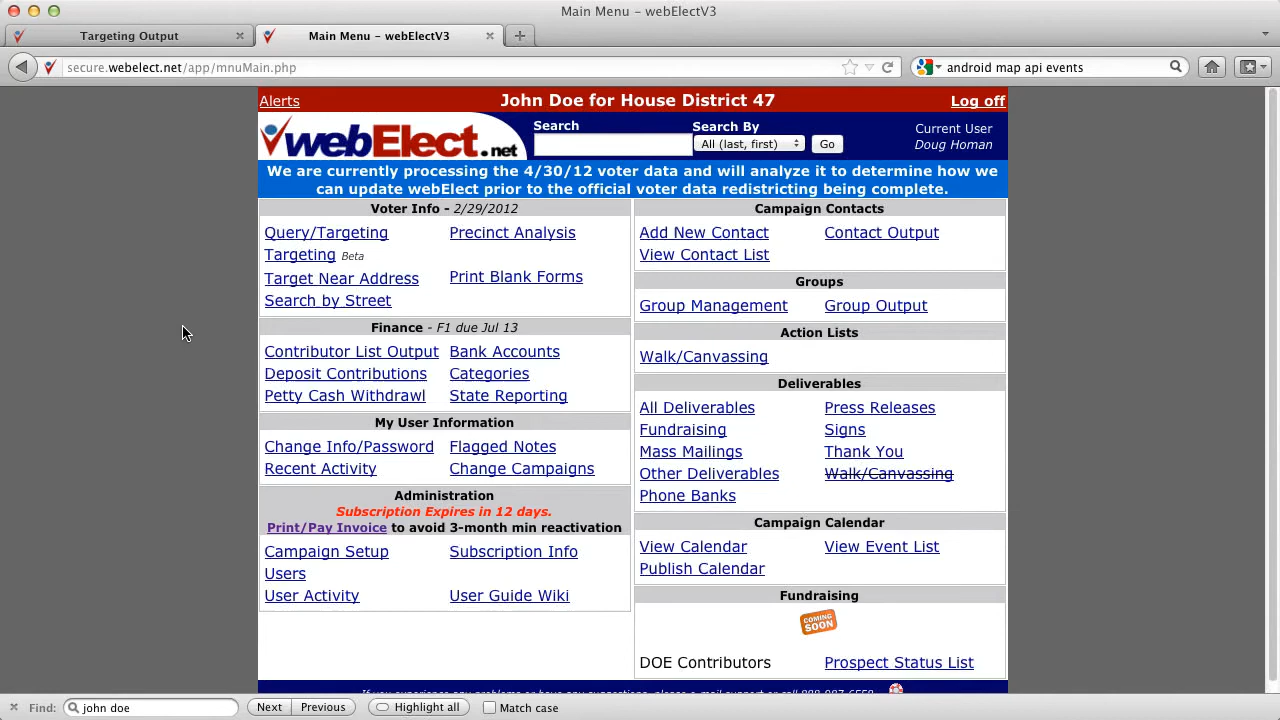 Main Menu - webElectV3
Targeting Output
Main Menu - webElectV3
secure.webelect.net/app/mnuMain.php
android map api events
Alerts
John Doe for House District 47
Log off
webElect.net
Search
Search By
All (last, first)
Go
Current User
Doug Homan
We are currently processing the 4/30/12 voter data and will analyze it to determine how we
can update webElect prior to the official voter data redistricting being complete.
Voter Info - 2/29/2012
Query/Targeting
Precinct Analysis
Targeting Beta
Target Near Address
Print Blank Forms
Search by Street
Finance - F1 due Jul 13
Contributor List Output
Bank Accounts
Deposit Contributions
Categories
Petty Cash Withdrawl
State Reporting
My User Information
Change Info/Password
Flagged Notes
Recent Activity
Change Campaigns
Administration
Subscription Expires in 12 days.
Print/Pay Invoice to avoid 3-month min reactivation
Campaign Setup
Subscription Info
Users
User Activity
User Guide Wiki
Campaign Contacts
Add New Contact
Contact Output
View Contact List
Groups
Group Management
Group Output
Action Lists
Walk/Canvassing
Deliverables
All Deliverables
Press Releases
Fundraising
Signs
Mass Mailings
Thank You
Other Deliverables
Walk/Canvassing
Phone Banks
Campaign Calendar
View Calendar
View Event List
Publish Calendar
Fundraising
COMING SOON
DOE Contributors
Prospect Status List
Find:
john doe
Next
Previous
Highlight all
Match case